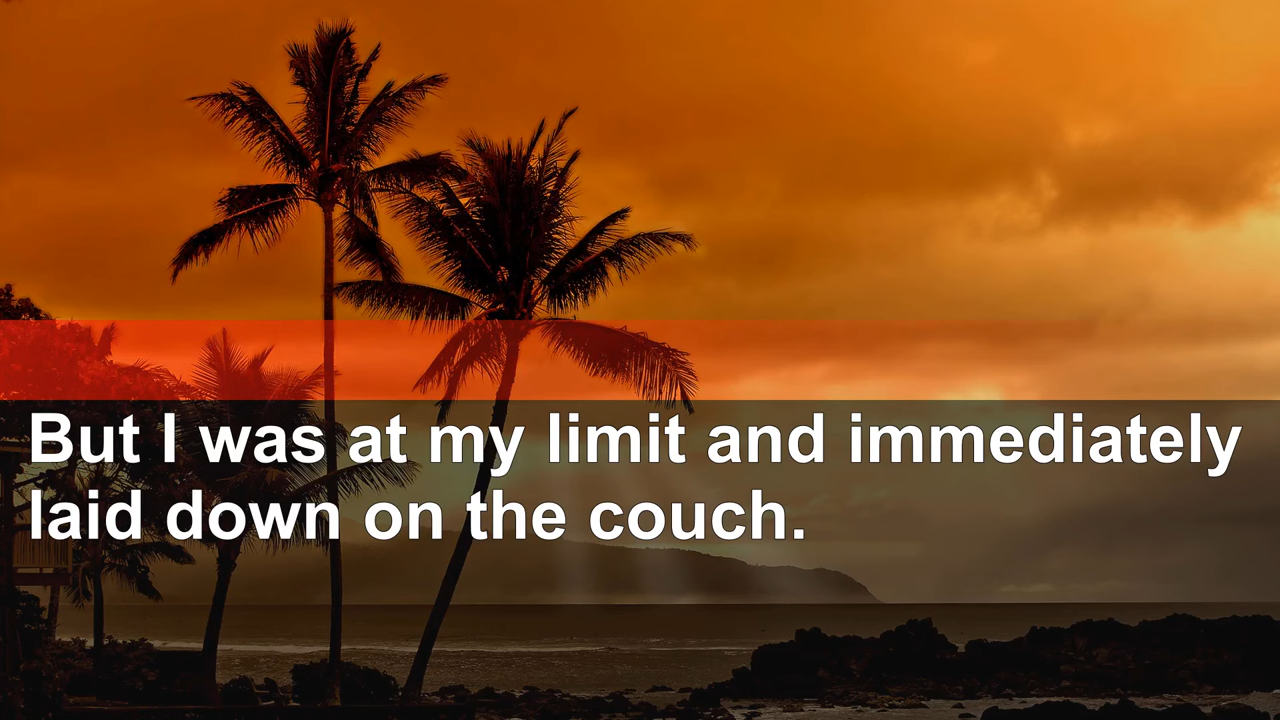 But I was at my limit and immediately
laid down on the couch.